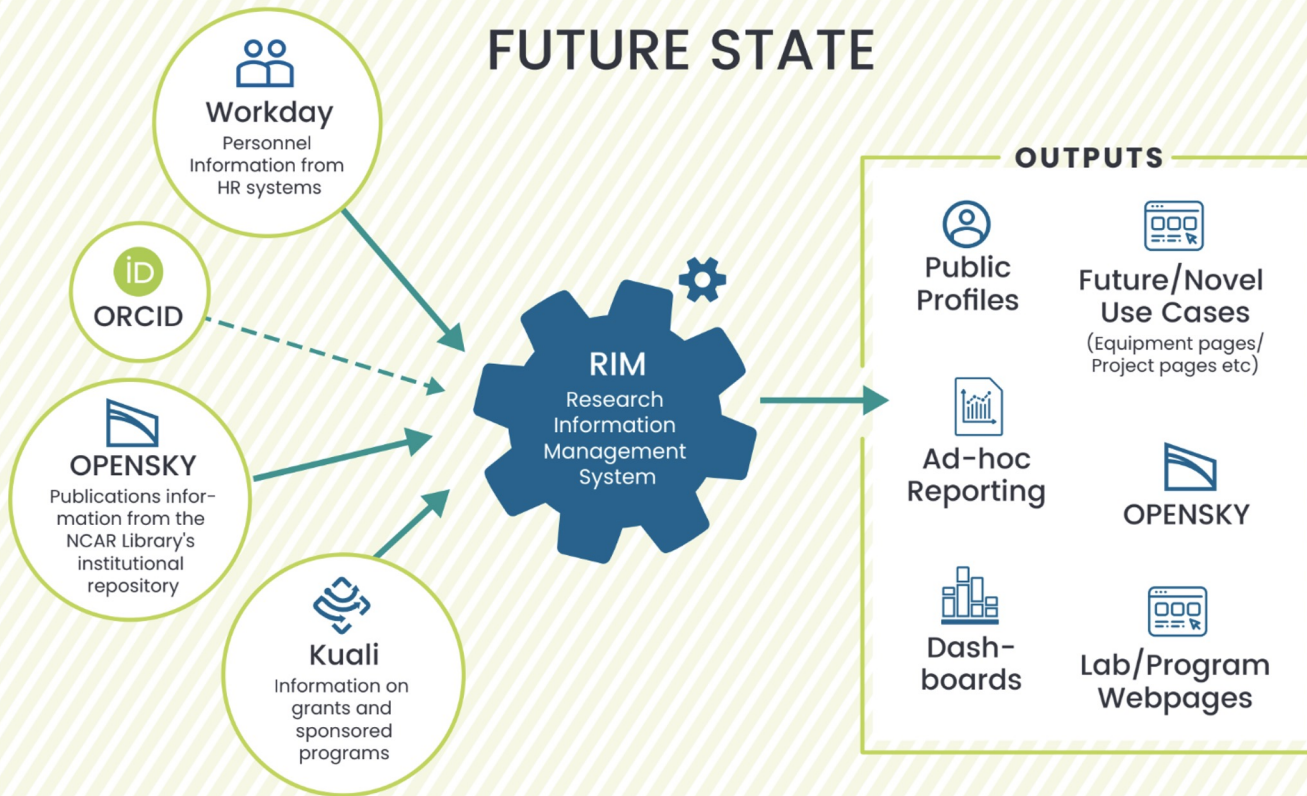 FUTURE STATE
Workday
Personnel
Information from
HR systems
iD
ORCID
OPENSKY
Publications infor-
mation from the
NCAR Library's
institutional
repository
Kuali
Information on
grants and
sponsored
programs
RIM
Research
Information
Management
System
OUTPUTS
Public
Profiles
Future/Novel
Use Cases
(Equipment pages/
Project pages etc)
Ad-hoc
Reporting
OPENSKY
Dash-
boards
Lab/Program
Webpages